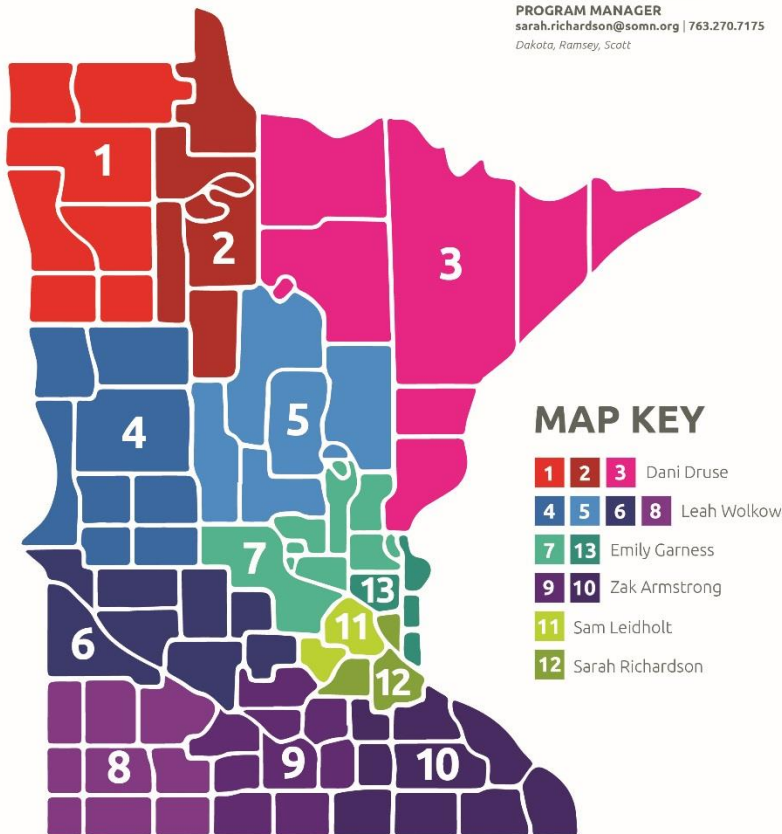 PROGRAM MANAGER
sarah.richardson@somn.org | 763.270.7175
Dakota, Ramsey, Scott
1
2
3
4
5
7
13
6
11
12
8
9
10
MAP KEY
1 2 3 Dani Druse
4 5 6 8 Leah Wolkow
7 13 Emily Garness
9 10 Zak Armstrong
11 Sam Leidholt
12 Sarah Richardson